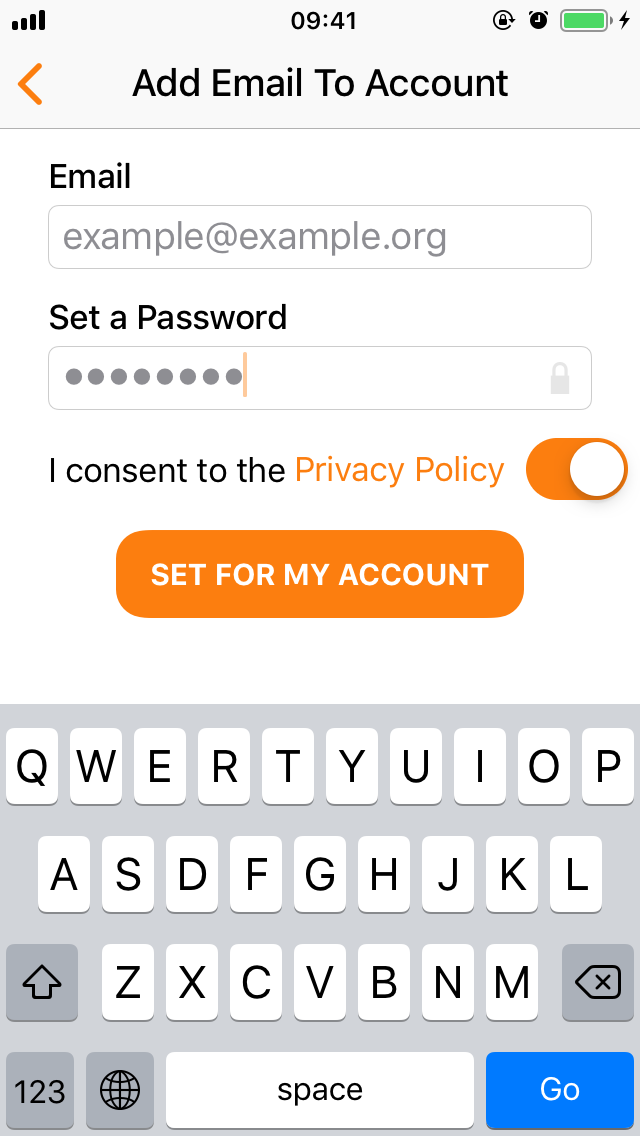 09:41
Add Email To Account
Email
example@example.org
Set a Password
••••••••
I consent to the Privacy Policy
SET FOR MY ACCOUNT
Q W E R T Y U I O P
A S D F G H J K L
Z X C V B N M
123 space Go